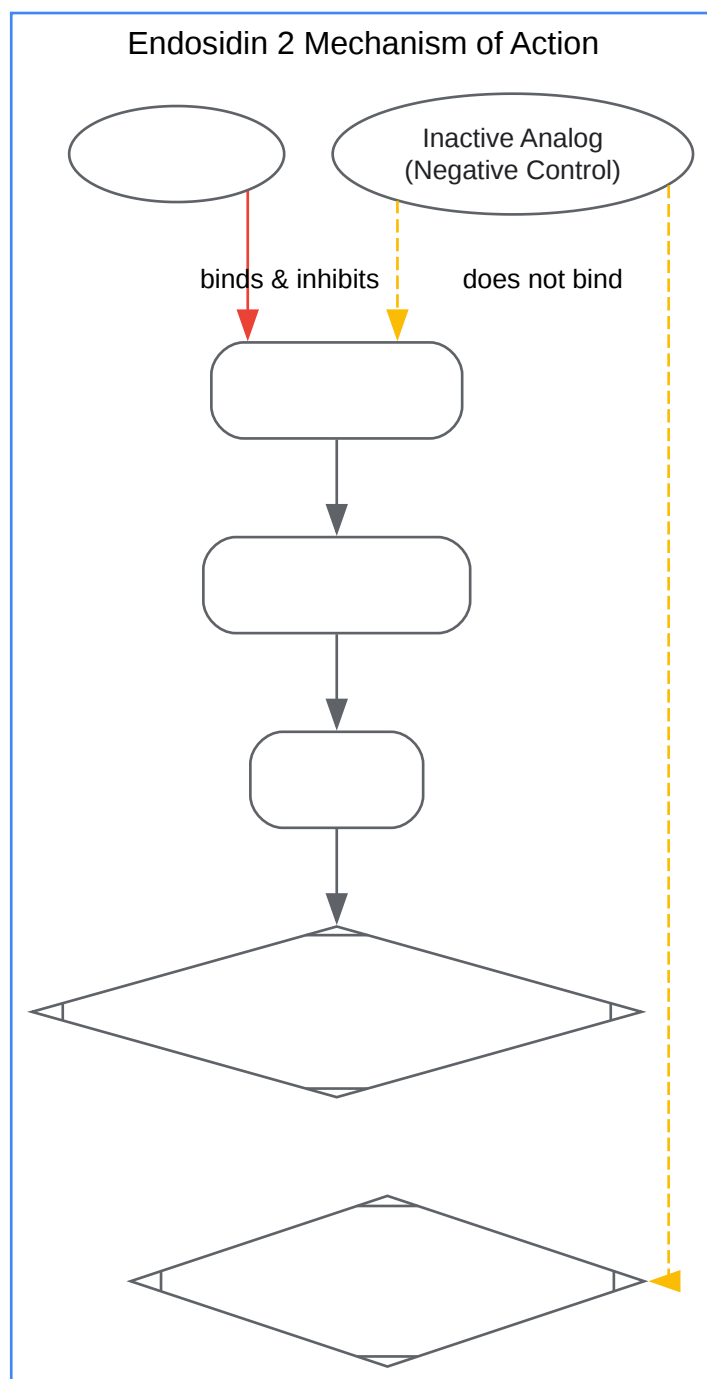 Endosidin 2 Mechanism of Action
Inactive Analog
(Negative Control)
binds & inhibits
does not bind